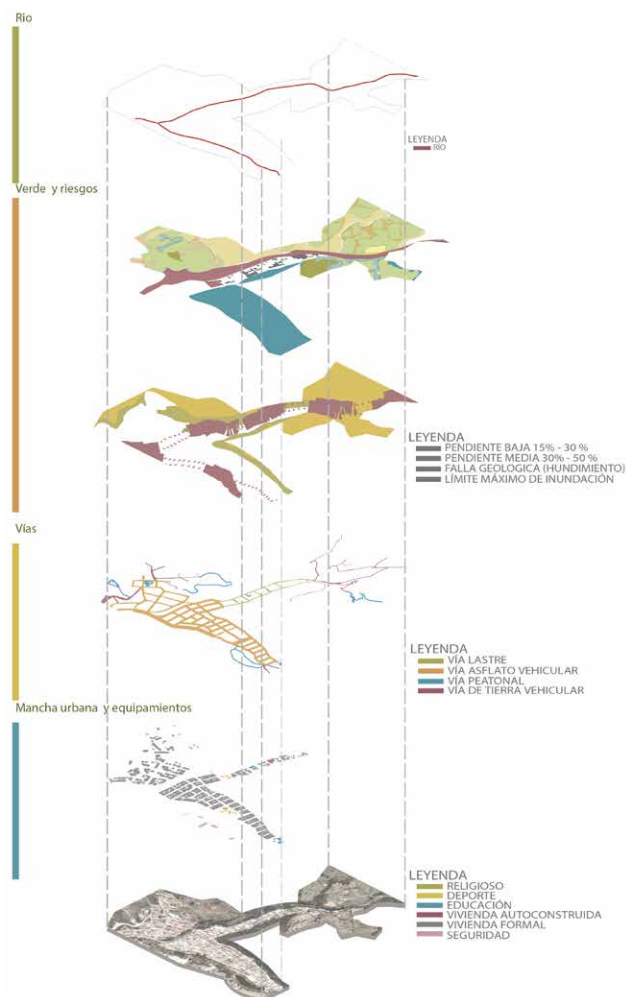 Rio
LEYENDA
RIO
Verde y riesgos
LEYENDA
PENDIENTE BAJA 15% - 30 %
PENDIENTE MEDIA 30% - 50 %
FALLA GEOLOGICA (HUNDIMIENTO)
LÍMITE MÁXIMO DE INUNDACIÓN
Vías
LEYENDA
VÍA LASTRE
VÍA ASFLATO VEHICULAR
VÍA PEATONAL
VÍA DE TIERRA VEHICULAR
Mancha urbana y equipamientos
LEYENDA
RELIGIOSO
DEPORTE
EDUCACIÓN
VIVIENDA AUTOCONSTRUIDA
VIVIENDA FORMAL
SEGURIDAD